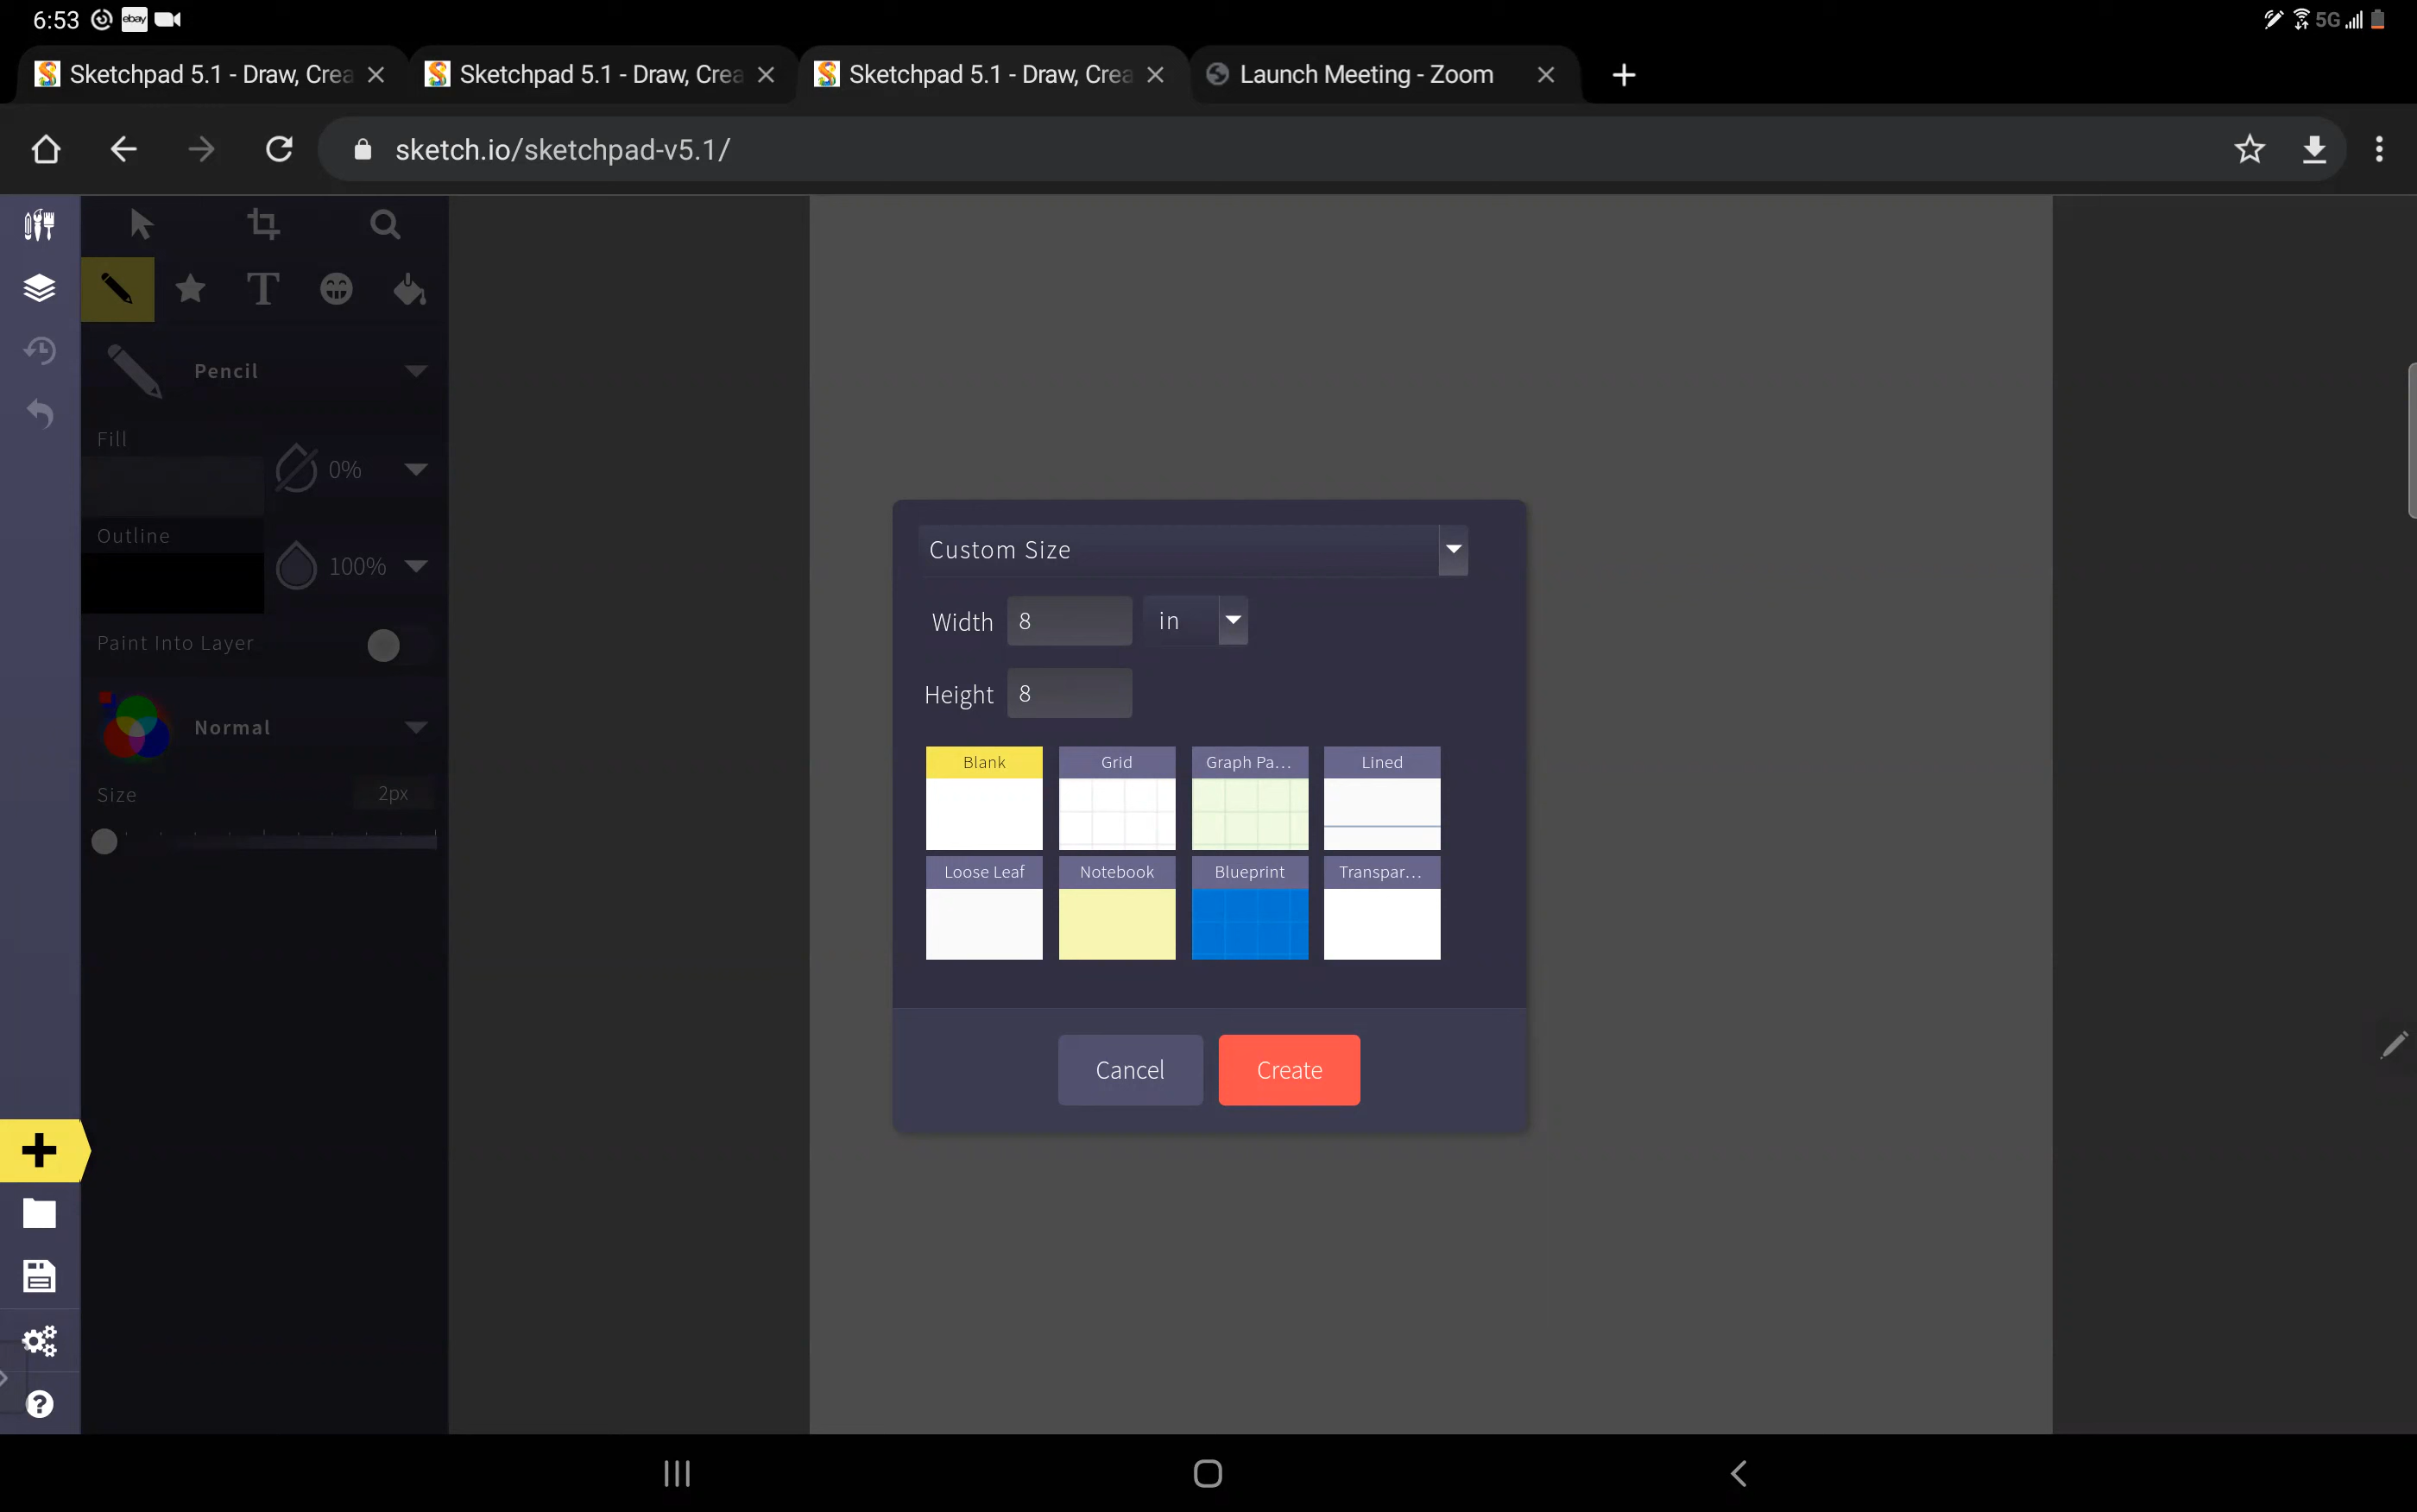 6:53 ebay 5G
Sketchpad 5.1 - Draw, Crea
Sketchpad 5.1 - Draw, Crea
Sketchpad 5.1 - Draw, Crea
Launch Meeting - Zoom
sketch.io/sketchpad-v5.1/
T
Pencil
Fill
0%
Outline
100%
Paint Into Layer
Normal
Size 2px
Custom Size
Width 8 in
Height 8
Blank Grid Graph Pa... Lined
Loose Leaf Notebook Blueprint Transpar...
Cancel Create